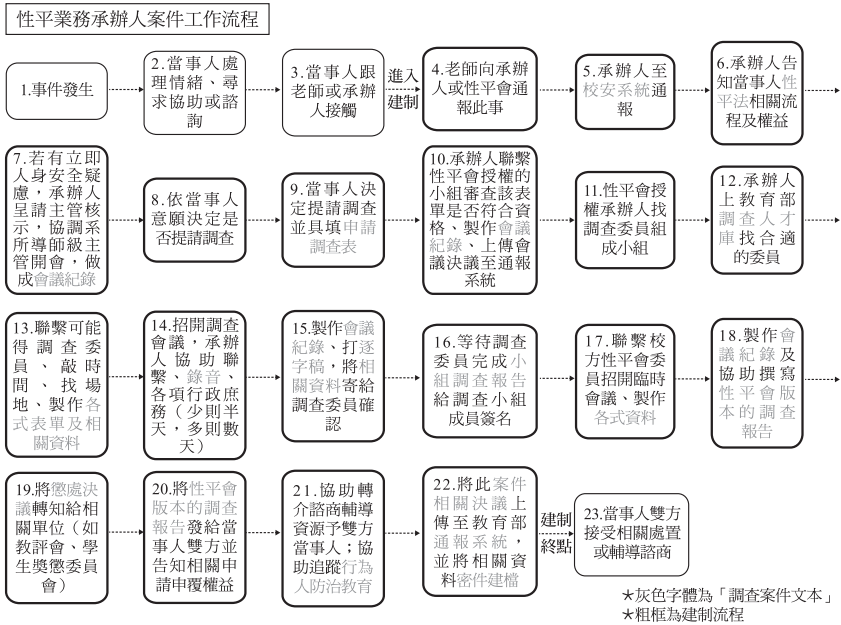 性平業務承辦人案件工作流程
1.事件發生
2.當事人處
理情緒、尋
求協助或諮
詢
3.當事人跟
老師或承辦
人接觸
進入
建制
4.老師向承辦
人或性平會通
報此事
5.承辦人至
校安系統通
報
6.承辦人告
知當事人性
平法相關流
程及權益
7.若有立即
人身安全疑
慮，承辦人
呈請主管核
示，協調系
所導師級主
管開會，做
成會議紀錄
8.依當事人
意願決定是
否提請調查
9.當事人決
定提請調查
並具填申請
調查表
10.承辦人聯繫
性平會授權的
小組審查該表
單是否符合資
格、製作會議
紀錄、上傳會
議決議至通報
系統
11.性平會授
權承辦人找
調查委員組
成小組
12.承辦人
上教育部
調查人才
庫找合適
的委員
13.聯繫可能
得調查委
員、敲時
間、找場
地、製作各
式表單及相
關資料
14.招開調查
會議，承辦
人協助聯
繫、錄音、
各項行政庶
務（少則半
天，多則數
天）
15.製作會議
紀錄、打逐
字稿，將相
關資料寄給
調查委員確
認
16.等待調查
委員完成小
組調查報告
給調查小組
成員簽名
17.聯繫校
方性平會委
員招開臨時
會議、製作
各式資料
18.製作會
議紀錄及
協助撰寫
性平會版
本的調查
報告
19.將懲處決
議轉知給相
關單位（如
教評會、學
生獎懲委員
會）
20.將性平會
版本的調查
報告發給當
事人雙方並
告知相關申
請申覆權益
21.協助轉
介諮商輔導
資源予雙方
當事人；協
助追蹤行為
人防治教育
22.將此案件
相關決議上
傳至教育部
通報系統，
並將相關資
料密件建檔
建制
終點
23.當事人雙方
接受相關處置
或輔導諮商
＊灰色字體為「調查案件文本」
＊粗框為建制流程